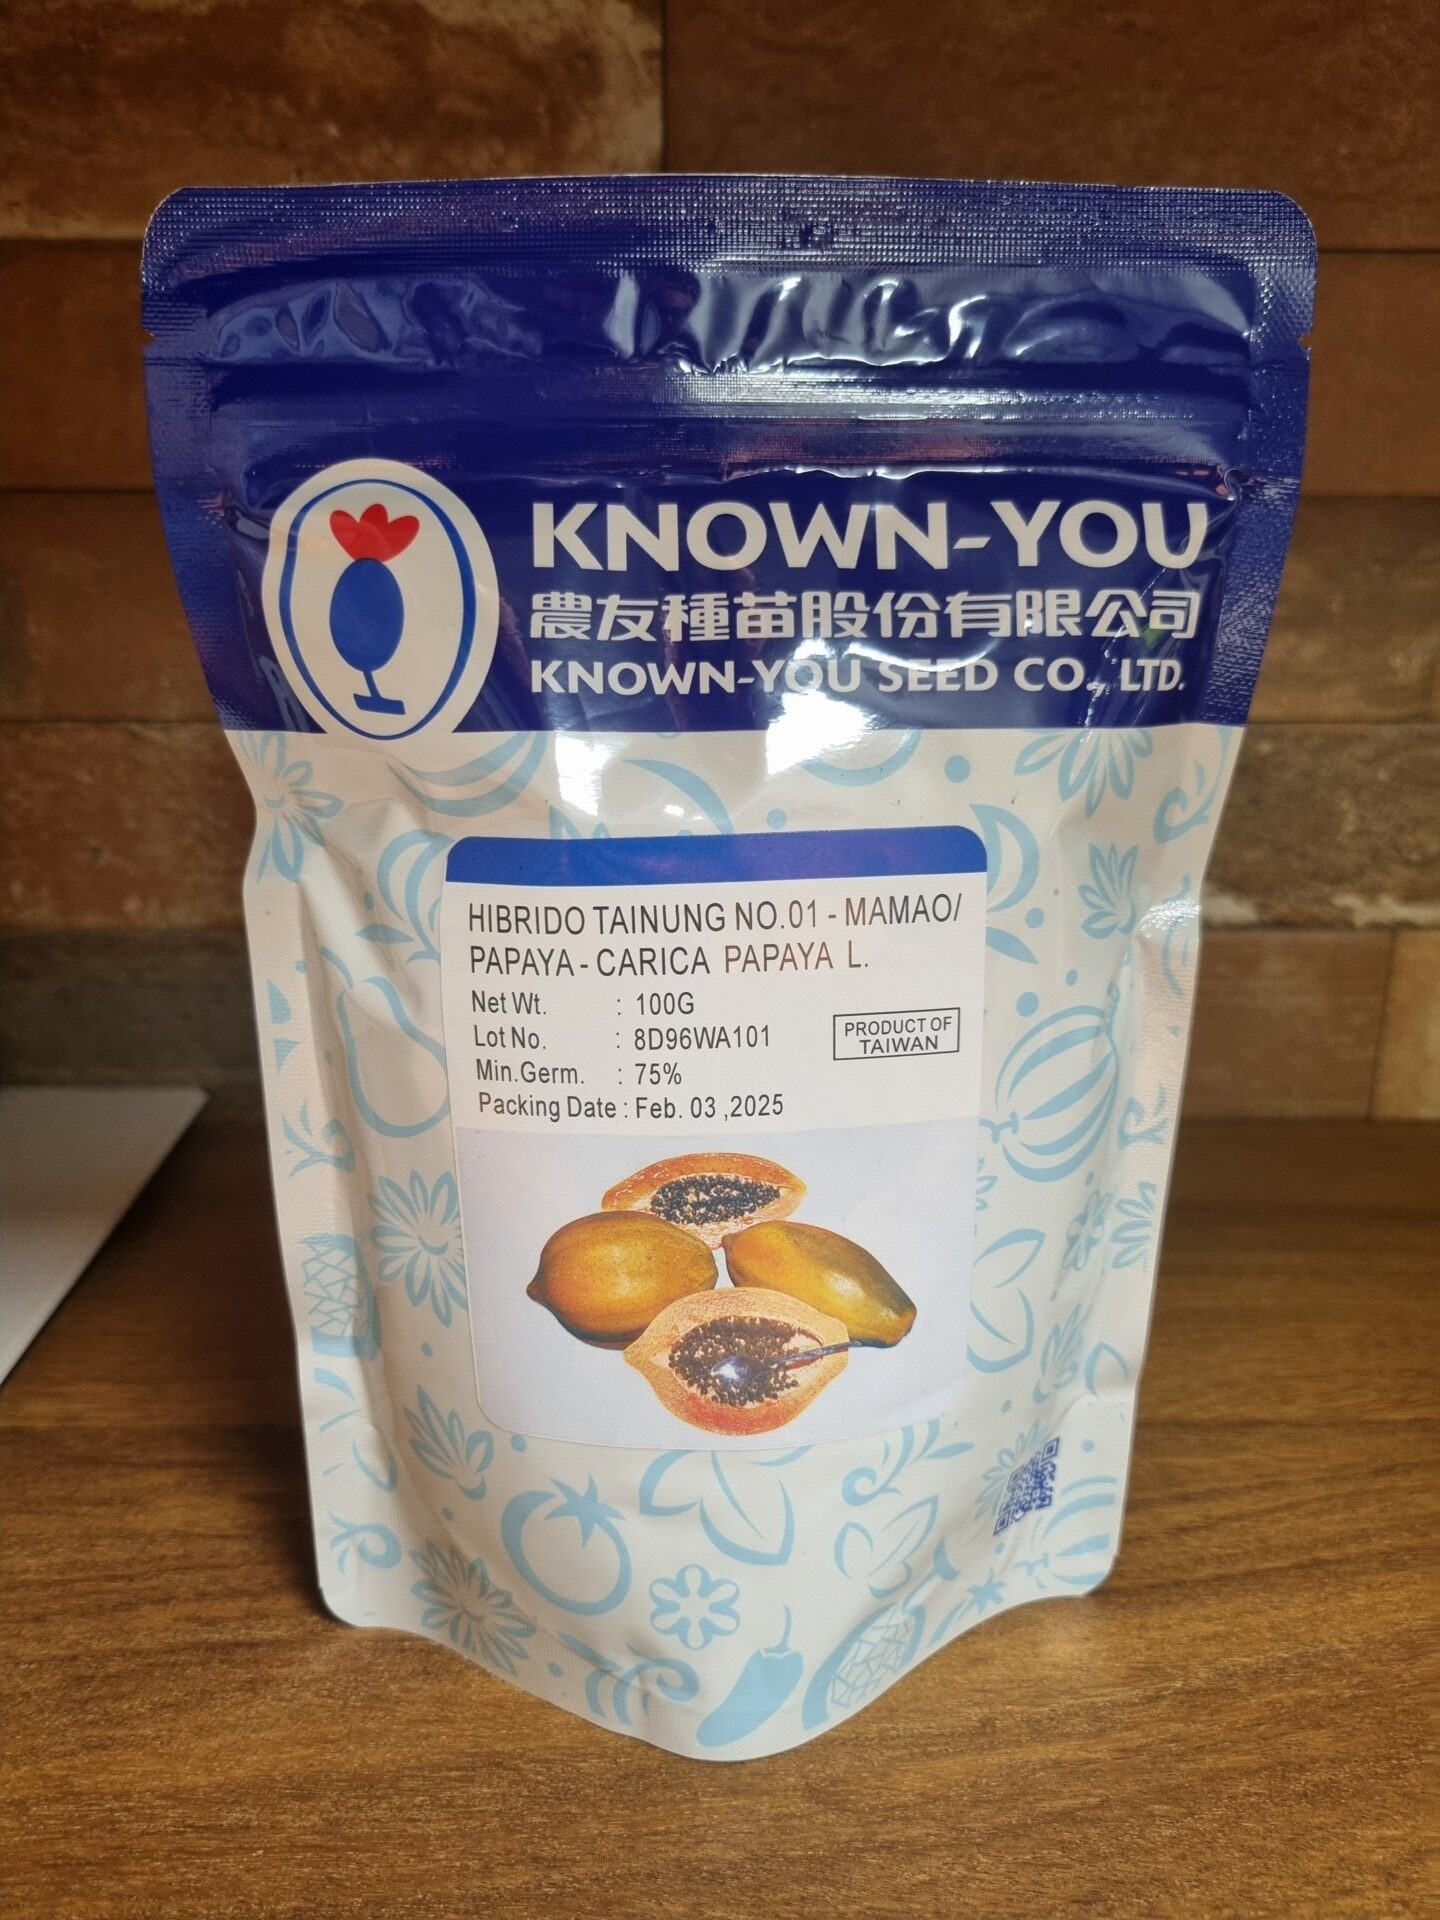 KNOWN-YOU
農友種苗股份有限公司
KNOWN-YOU SEED CO., LTD.
HIBRIDO TAINUNG NO.01 - MAMAO/
PAPAYA - CARICA PAPAYA L.
Net Wt. : 100G
Lot No. : 8D96WA101
Min.Germ. : 75%
Packing Date : Feb. 03 ,2025
PRODUCT OF
TAIWAN